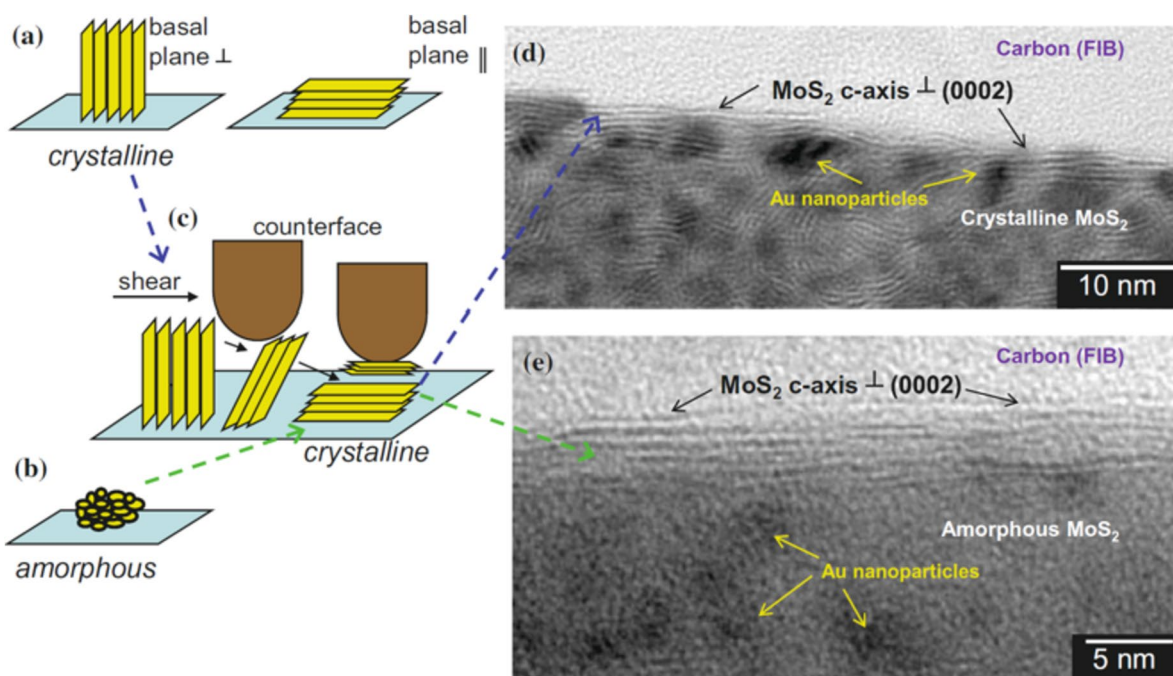 (a)
basal
plane ⊥
basal
plane ∥
crystalline
(c)
counterface
shear
crystalline
(b)
amorphous
(d)
Carbon (FIB)
MoS₂ c-axis ⊥ (0002)
Au nanoparticles
Crystalline MoS₂
10 nm
(e)
Carbon (FIB)
MoS₂ c-axis ⊥ (0002)
Amorphous MoS₂
Au nanoparticles
5 nm